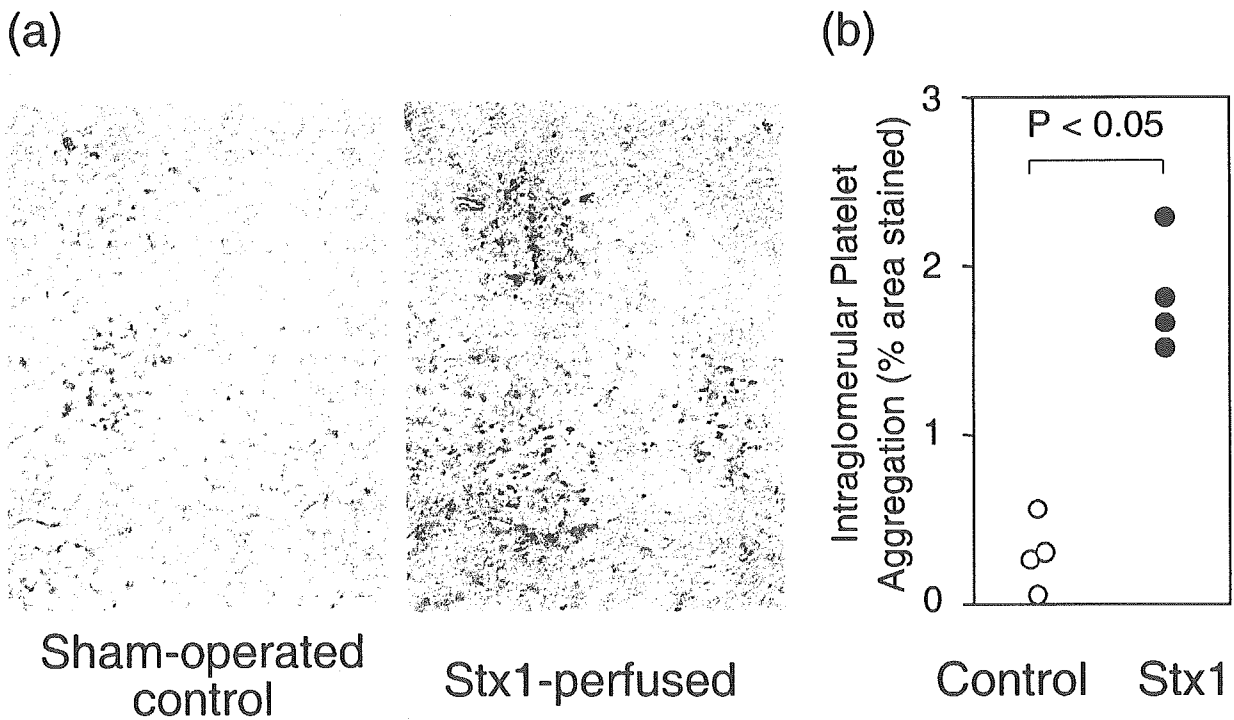 (a)
Sham-operated
control
Stx1-perfused
(b)
Intraglomerular Platelet
Aggregation (% area stained)
3
2
1
0
P < 0.05
Control
Stx1